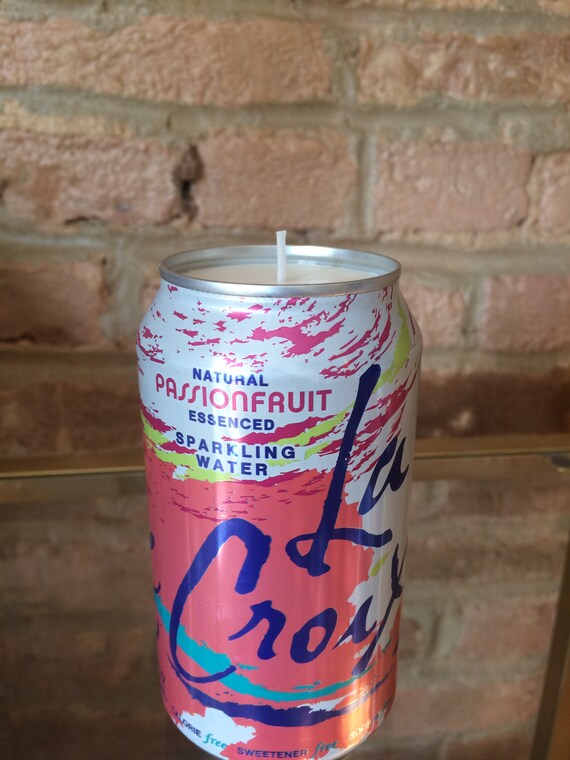 NATURAL
PASSIONFRUIT
ESSENCED
SPARKLING
WATER
La
Croix
free
SWEETENER free